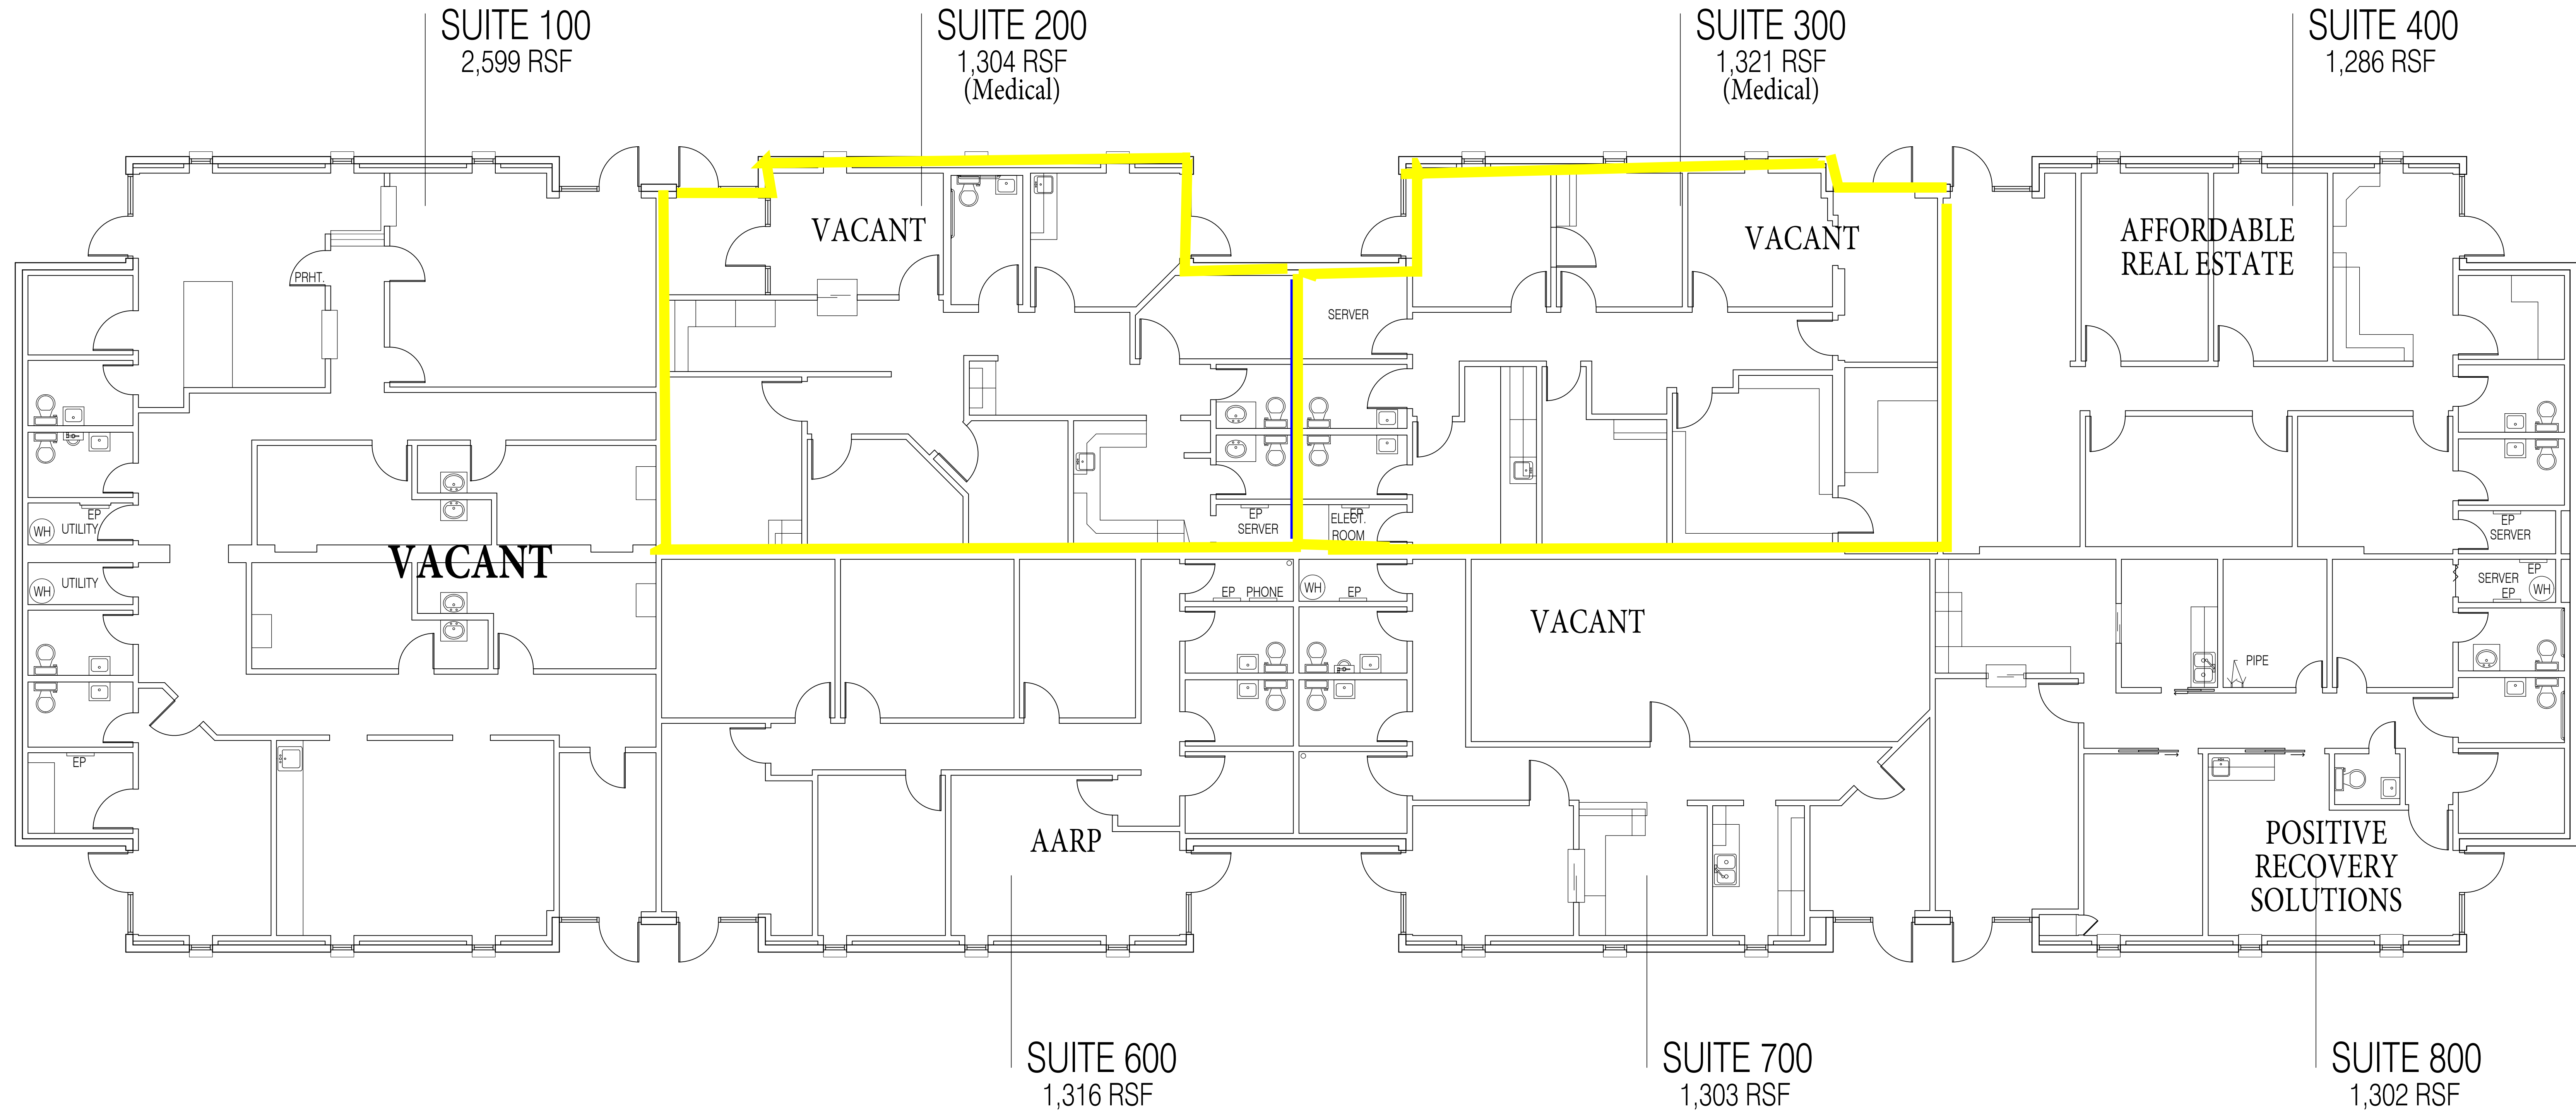 SUITE 100
2,599 RSF
SUITE 200
1,304 RSF
(Medical)
SUITE 300
1,321 RSF
(Medical)
SUITE 400
1,286 RSF
VACANT
VACANT
AFFORDABLE
REAL ESTATE
PRHT.
SERVER
EP
UTILITY
WH
EP
SERVER
EP
ELECT.
ROOM
EP
SERVER
VACANT
UTILITY
WH
EP
PHONE
WH
EP
VACANT
SERVER
EP
EP
WH
PIPE
EP
AARP
POSITIVE
RECOVERY
SOLUTIONS
SUITE 600
1,316 RSF
SUITE 700
1,303 RSF
SUITE 800
1,302 RSF